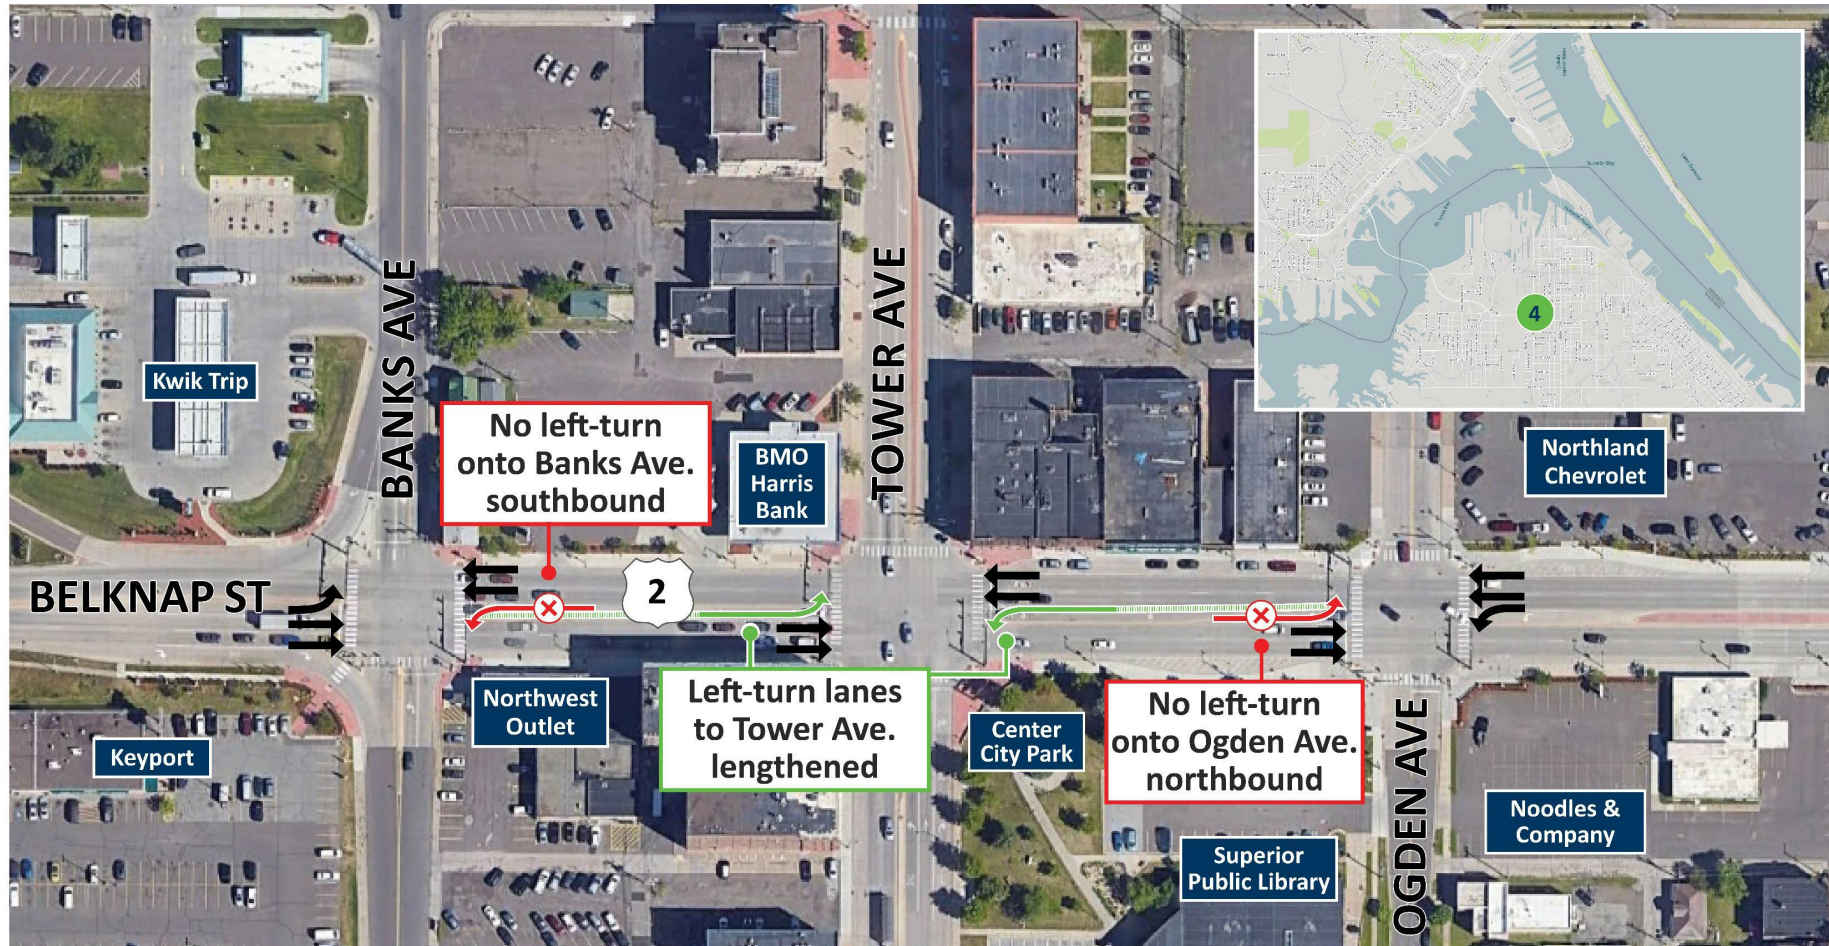 Kwik Trip
BANKS AVE
No left-turn
onto Banks Ave.
southbound
BMO
Harris
Bank
TOWER AVE
4
Northland
Chevrolet
BELKNAP ST
2
Northwest
Outlet
Keyport
Left-turn lanes
to Tower Ave.
lengthened
Center
City Park
No left-turn
onto Ogden Ave.
northbound
OGDEN AVE
Superior
Public Library
Noodles &
Company